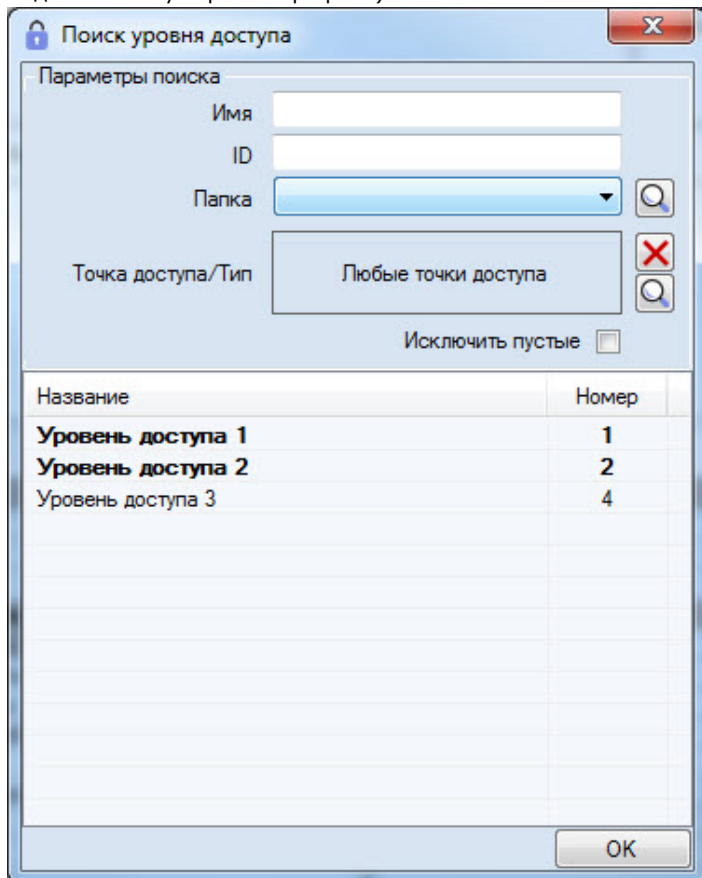 Поиск уровня доступа
Параметры поиска
Имя
ID
Папка
Точка доступа/Тип Любые точки доступа
Исключить пустые
Название Номер
Уровень доступа 1 1
Уровень доступа 2 2
Уровень доступа 3 4
OK